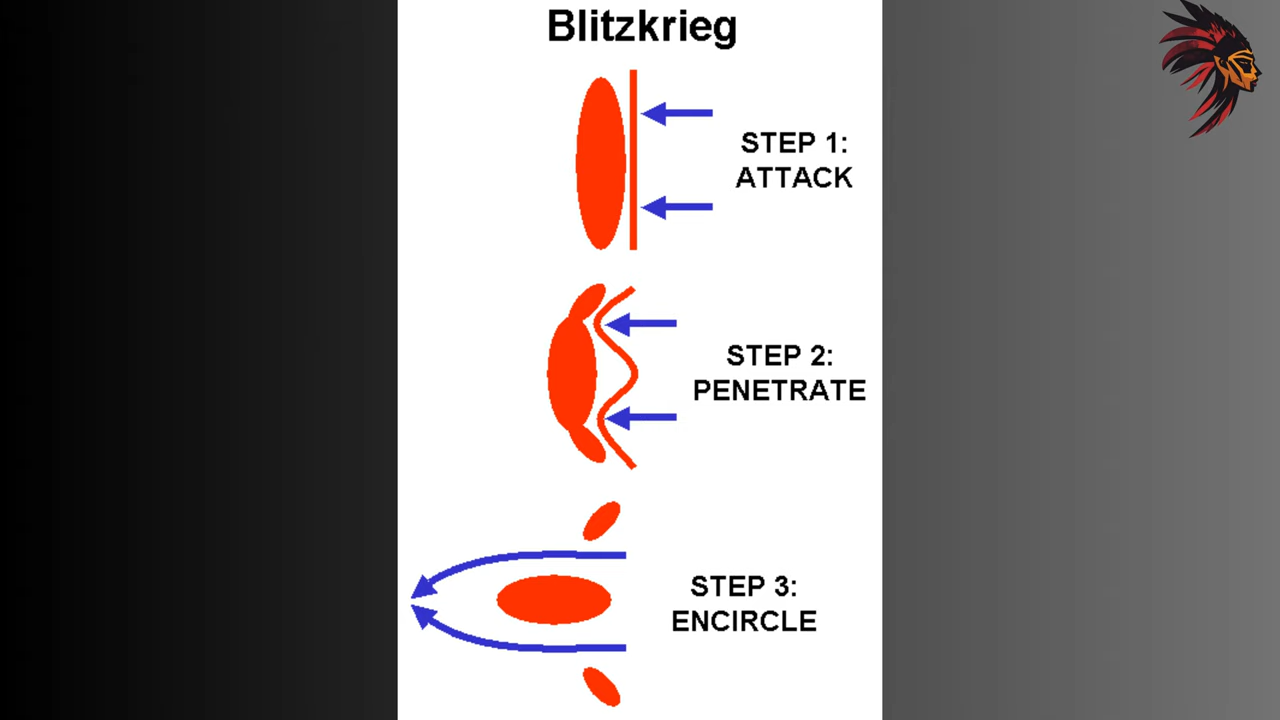 Blitzkrieg
STEP 1:
ATTACK
STEP 2:
PENETRATE
STEP 3:
ENCIRCLE